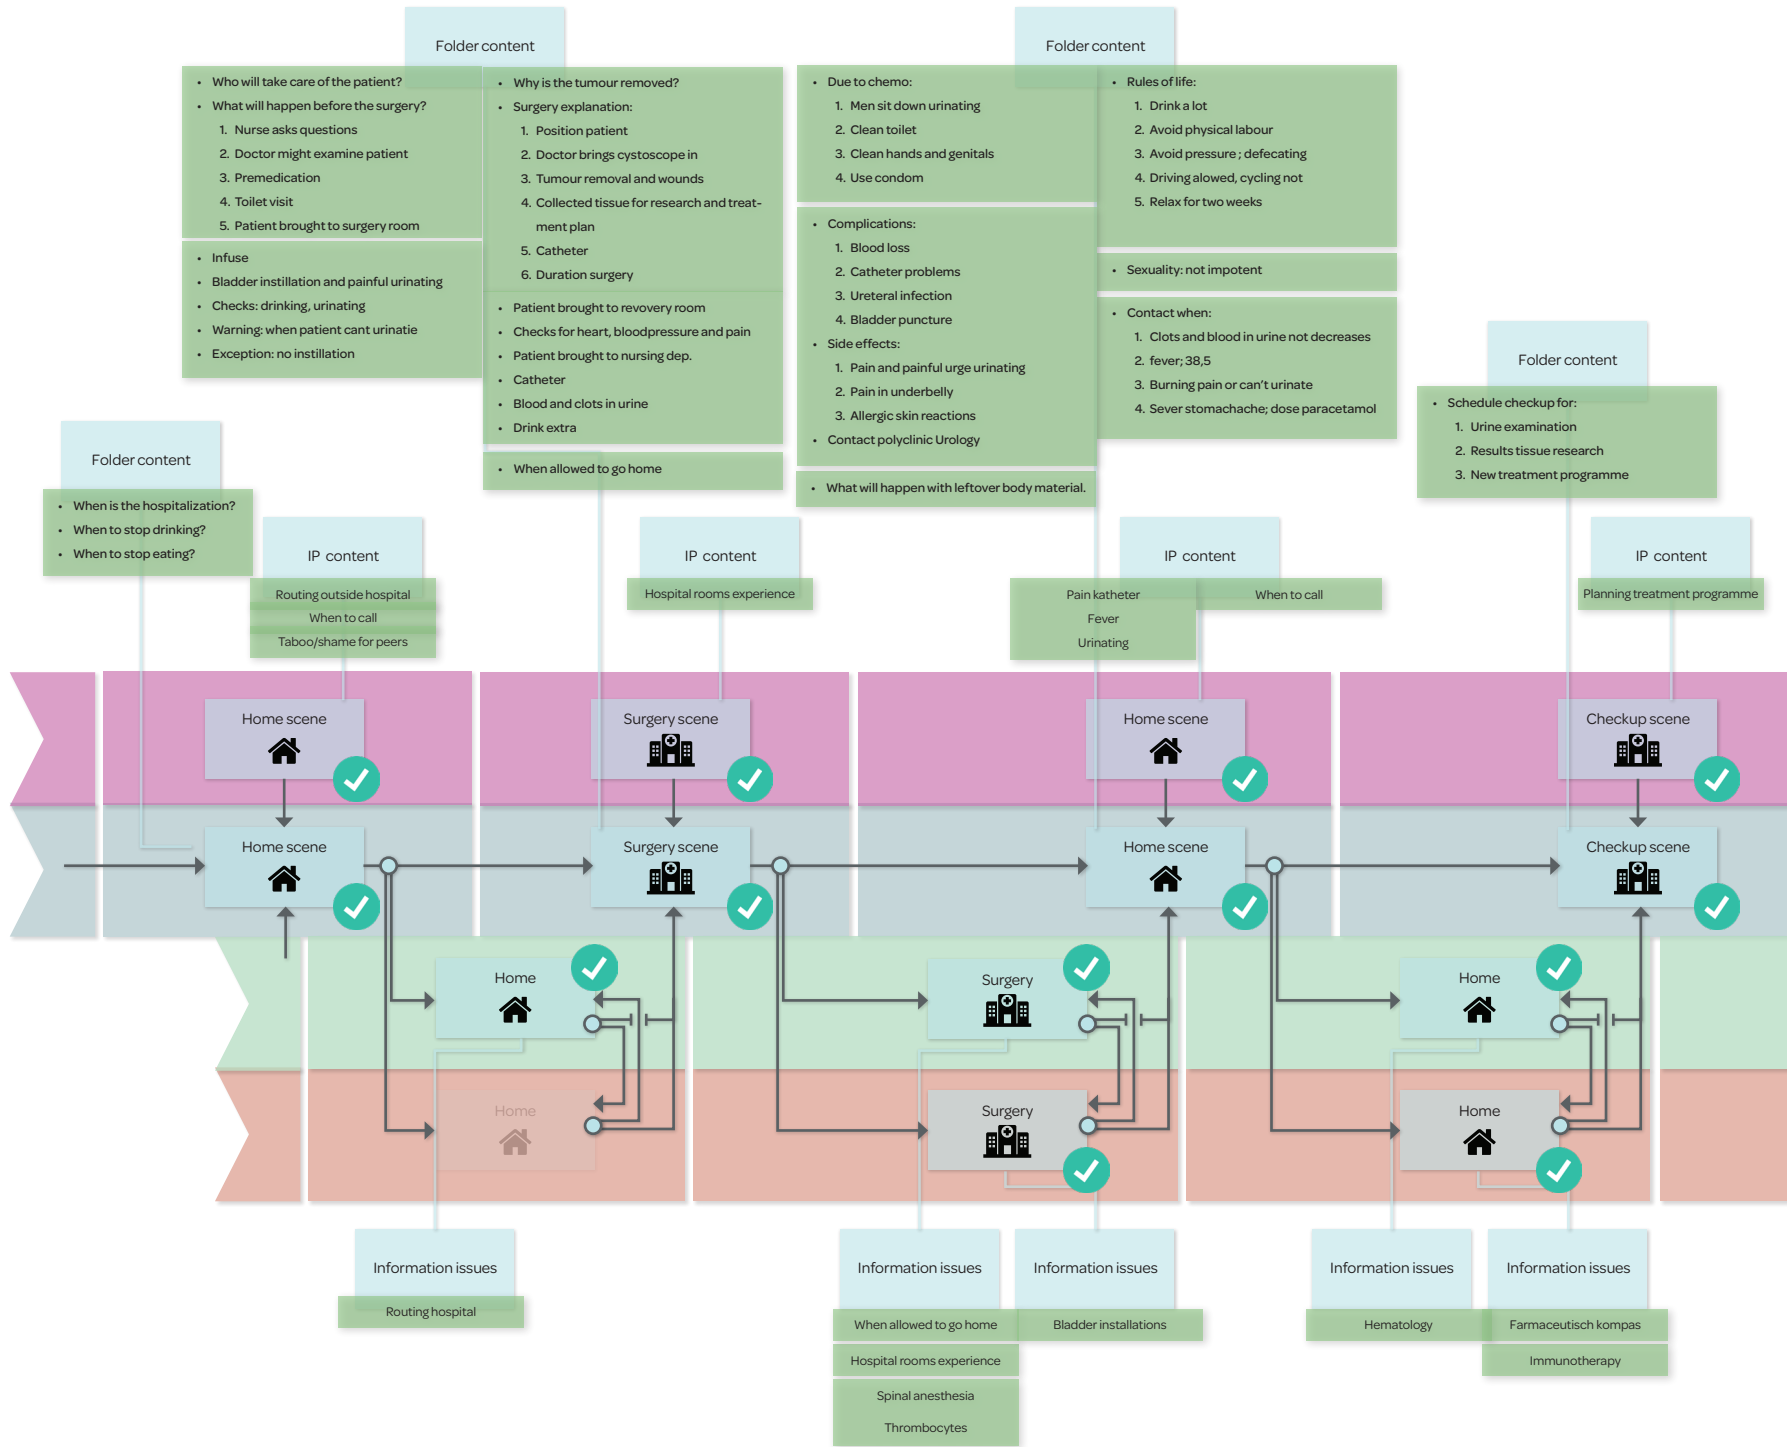 Folder content
• Who will take care of the patient?
• What will happen before the surgery?
1. Nurse asks questions
2. Doctor might examine patient
3. Premedication
4. Toilet visit
5. Patient brought to surgery room
• Infuse
• Bladder instillation and painful urinating
• Checks: drinking, urinating
• Warning: when patient cant urinatie
• Exception: no instillation
• Why is the tumour removed?
• Surgery explanation:
1. Position patient
2. Doctor brings cystoscope in
3. Tumour removal and wounds
4. Collected tissue for research and treat-
ment plan
5. Catheter
6. Duration surgery
• Patient brought to revovery room
• Checks for heart, bloodpressure and pain
• Patient brought to nursing dep.
• Catheter
• Blood and clots in urine
• Drink extra
• When allowed to go home
Folder content
• Due to chemo:
1. Men sit down urinating
2. Clean toilet
3. Clean hands and genitals
4. Use condom
• Complications:
1. Blood loss
2. Catheter problems
3. Ureteral infection
4. Bladder puncture
• Side effects:
1. Pain and painful urge urinating
2. Pain in underbelly
3. Allergic skin reactions
• Contact polyclinic Urology
• What will happen with leftover body material.
• Rules of life:
1. Drink a lot
2. Avoid physical labour
3. Avoid pressure ; defecating
4. Driving alowed, cycling not
5. Relax for two weeks
• Sexuality: not impotent
• Contact when:
1. Clots and blood in urine not decreases
2. fever; 38,5
3. Burning pain or can't urinate
4. Sever stomachache; dose paracetamol
Folder content
• Schedule checkup for:
1. Urine examination
2. Results tissue research
3. New treatment programme
Folder content
• When is the hospitalization?
• When to stop drinking?
• When to stop eating?
IP content
Routing outside hospital
When to call
Taboo/shame for peers
IP content
Hospital rooms experience
IP content
Pain katheter
Fever
Urinating
When to call
IP content
Planning treatment programme
Home scene
Surgery scene
Home scene
Checkup scene
Home scene
Surgery scene
Home scene
Checkup scene
Home
Surgery
Home
Home
Surgery
Home
Information issues
Routing hospital
Information issues
When allowed to go home
Hospital rooms experience
Spinal anesthesia
Thrombocytes
Information issues
Bladder installations
Information issues
Hematology
Information issues
Farmaceutisch kompas
Immunotherapy